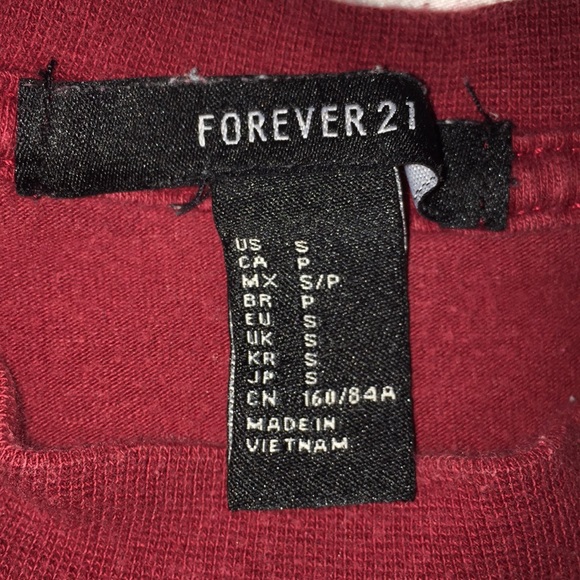 FOREVER 21
US S
CA P
MX S/P
BR P
EU S
UK S
KR S
JP S
CN 160/84A
MADE IN
VIETNAM